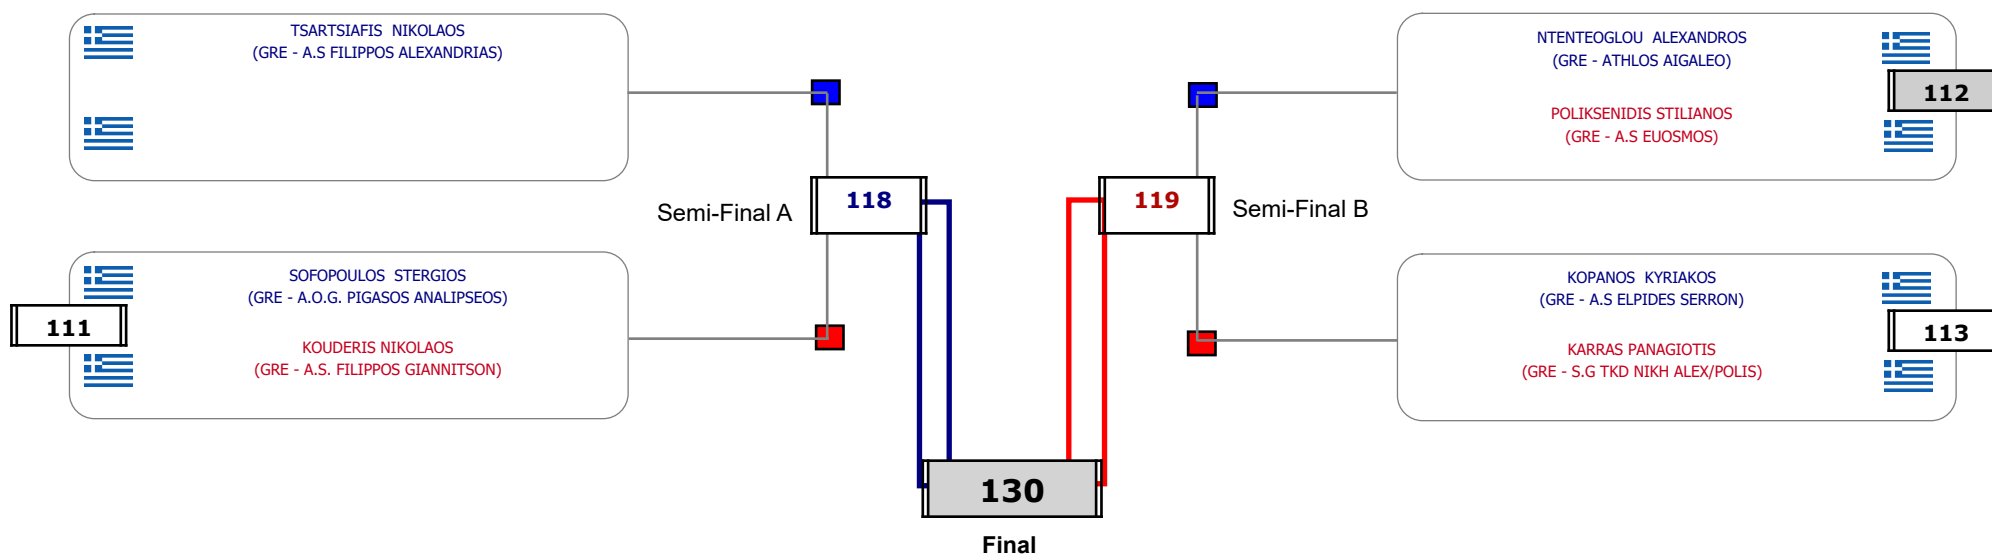 TSARTSIAFIS NIKOLAOS
(GRE - A.S FILIPPOS ALEXANDRIAS)
SOFOPOULOS STERGIOS
(GRE - A.O.G. PIGASOS ANALIPSEOS)
111
KOUDERIS NIKOLAOS
(GRE - A.S. FILIPPOS GIANNITSON)
Semi-Final A
118
119
Semi-Final B
NTENTEOGLOU ALEXANDROS
(GRE - ATHLOS AIGALEO)
112
POLIKSENIDIS STILIANOS
(GRE - A.S EUOSMOS)
KOPANOS KYRIAKOS
(GRE - A.S ELPIDES SERRON)
113
KARRAS PANAGIOTIS
(GRE - S.G TKD NIKH ALEX/POLIS)
130
Final